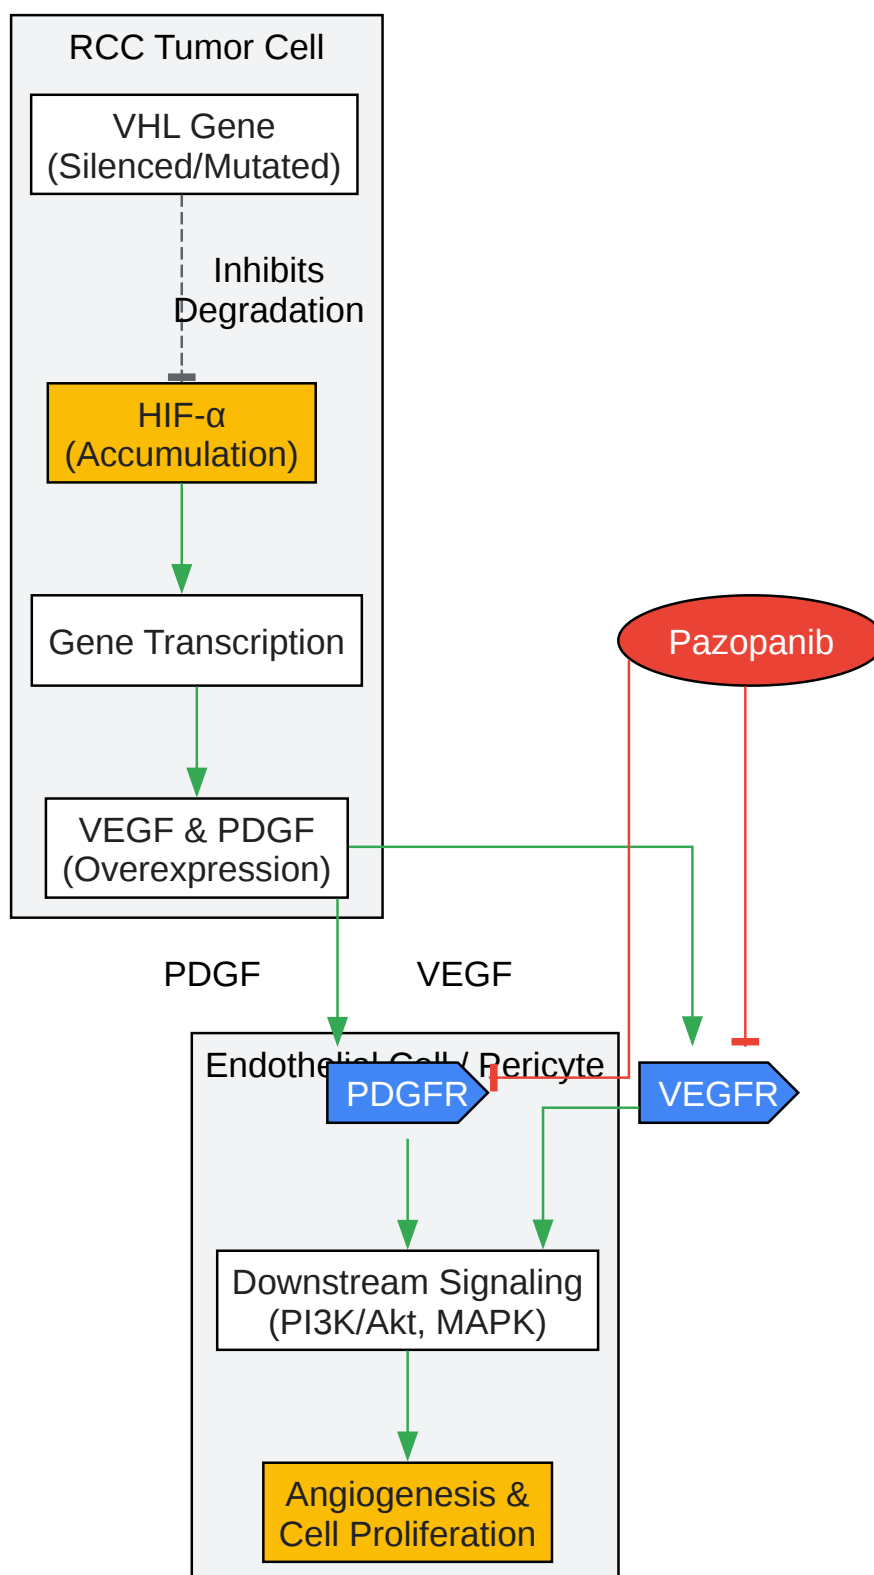 RCC Tumor Cell
VHL Gene
(Silenced/Mutated)
Inhibits
Degradation
HIF-α
(Accumulation)
Gene Transcription
Pazopanib
VEGF & PDGF
(Overexpression)
PDGF
VEGF
Endothelial Cell / Pericyte
PDGFR
VEGFR
Downstream Signaling
(PI3K/Akt, MAPK)
Angiogenesis &
Cell Proliferation